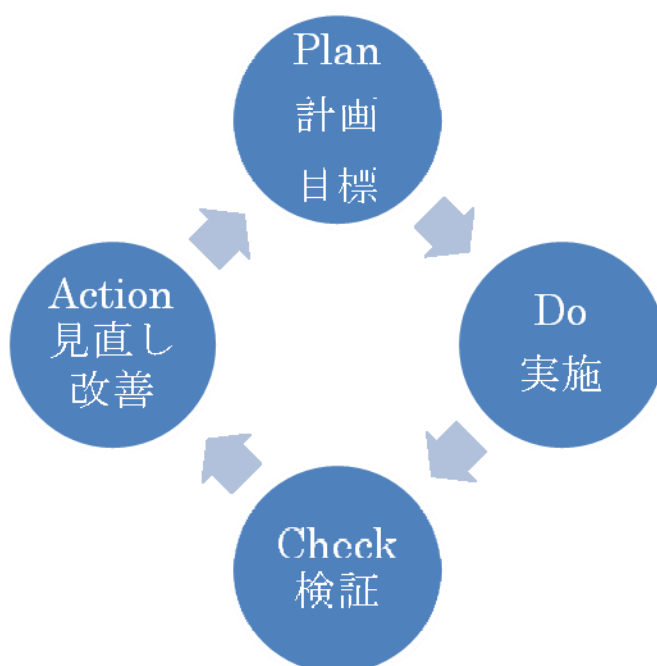 Plan
計画
目標
Do
実施
Check
検証
Action
見直し
改善